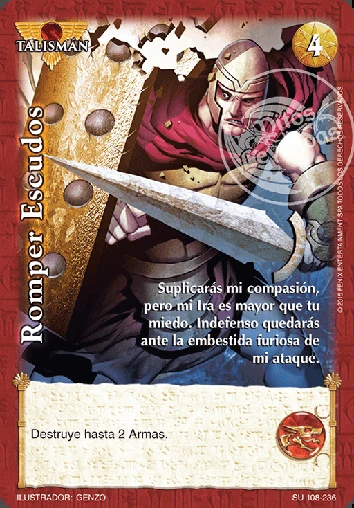 TALISMAN
4
Romper Escudos
Suplicarás mi compasión,
pero mi Ira es mayor que tu
miedo. Indefenso quedarás
ante la embestida furiosa de
mi ataque.
Destruye hasta 2 Armas.
ILUSTRADOR: GENZO
SU 108-236